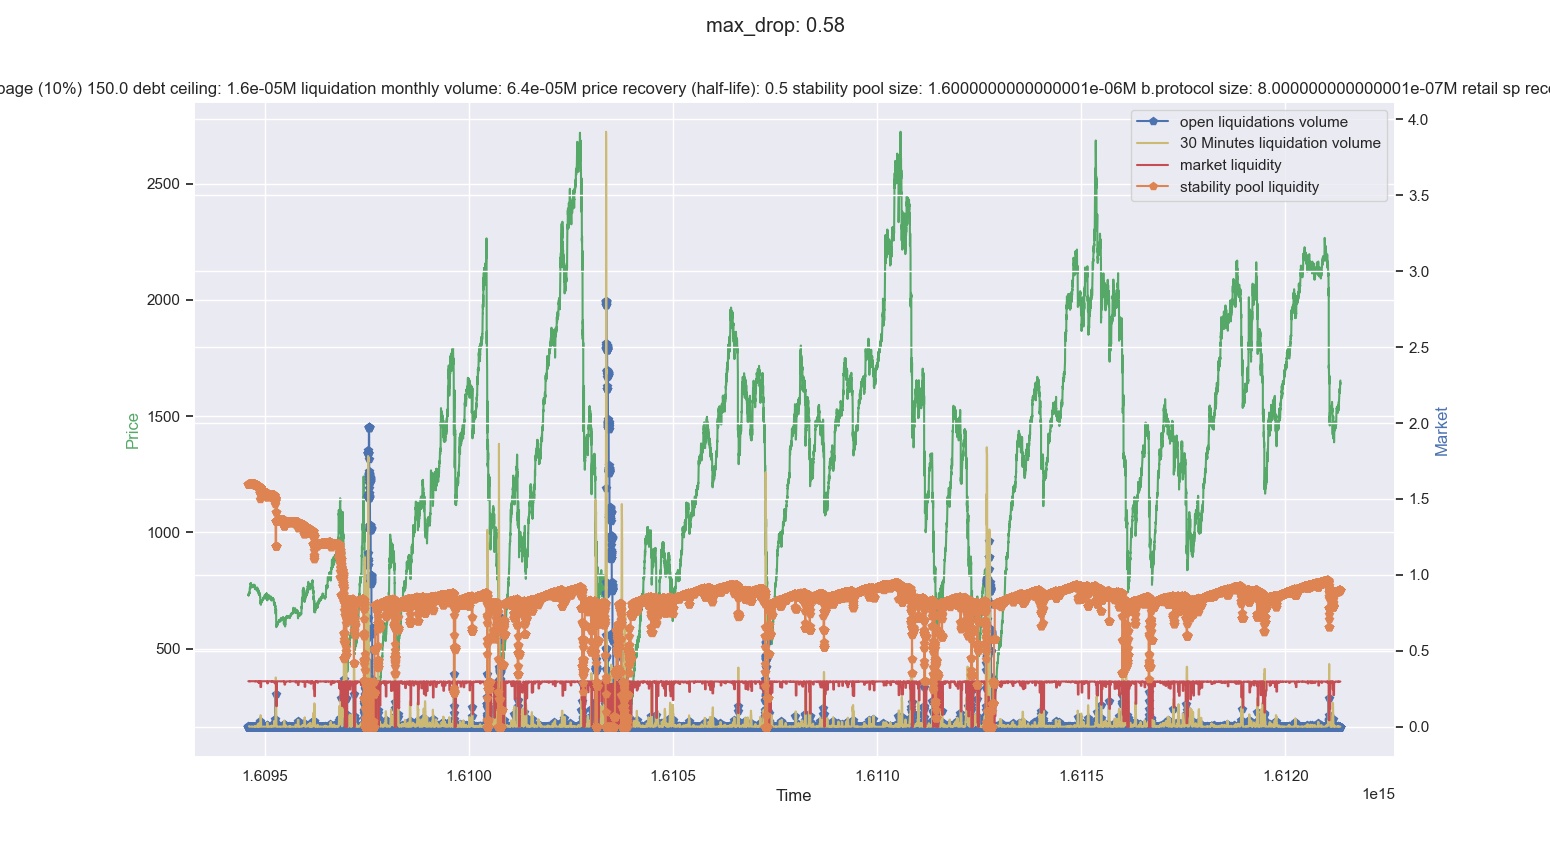 max_drop: 0.58
page (10%) 150.0 debt ceiling: 1.6e-05M liquidation monthly volume: 6.4e-05M price recovery (half-life): 0.5 stability pool size: 1.6000000000000001e-06M b.protocol size: 8.000000000000001e-07M retail sp reco
open liquidations volume
30 Minutes liquidation volume
market liquidity
stability pool liquidity
2500
2000
1500
1000
500
Price
4.0
3.5
3.0
2.5
2.0
1.5
1.0
0.5
0.0
Market
1.6095
1.6100
1.6105
1.6110
1.6115
1.6120
Time
1e15